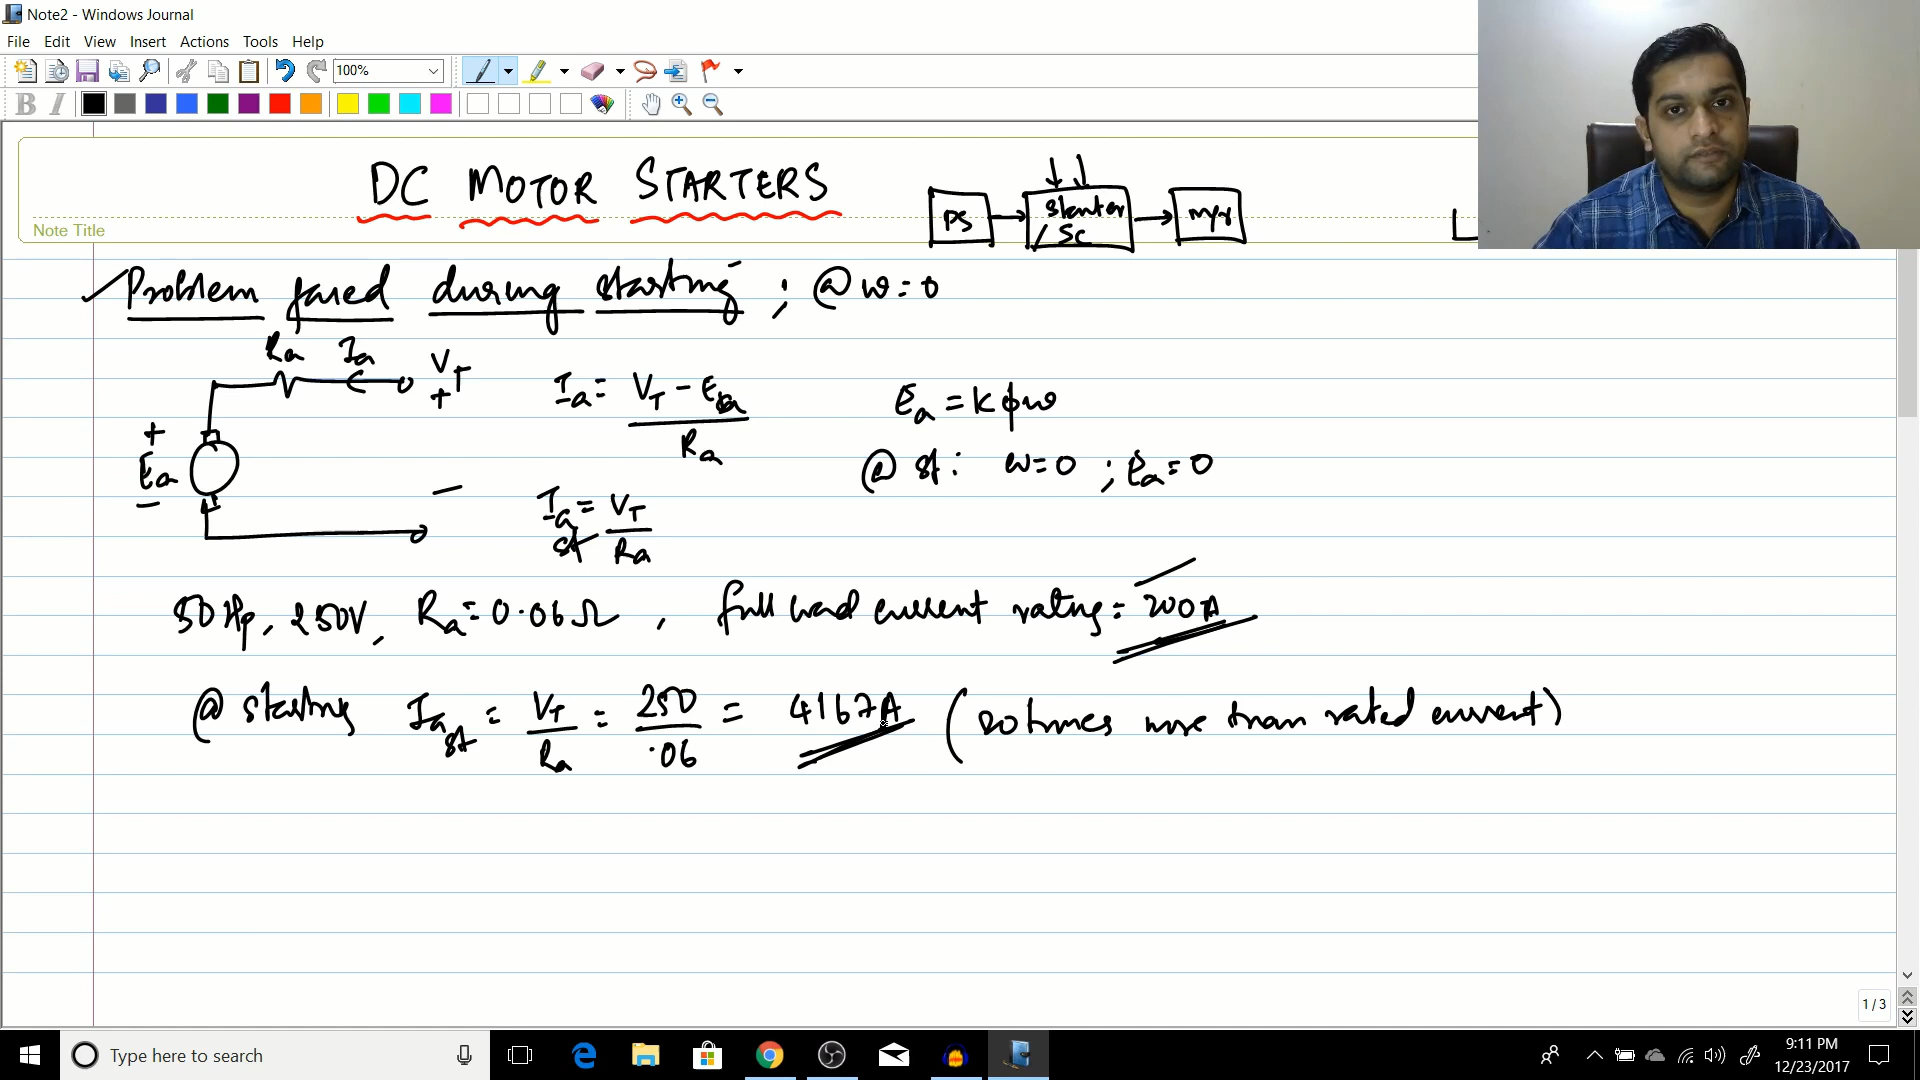 Note2 - Windows Journal
File Edit View Insert Actions Tools Help
100%
B I
DC MOTOR STARTERS
PS
Starter
/ SC
Note Title
Problem faced during starting ; @ ω=0
Ra Ia VT
+
Ia = VT - Ea
Ra
Ea = kϕω
+
Ea
-
@ st: ω=0 ; Ea=0
Ia st = VT
Ra
50 Hp, 250V, Ra = 0.06Ω , full load current rating = 200A
@ starting Ia st = VT = 250 = 4167A (20 times more than rated current)
Ra .06
1 / 3
Type here to search
9:11 PM
12/23/2017